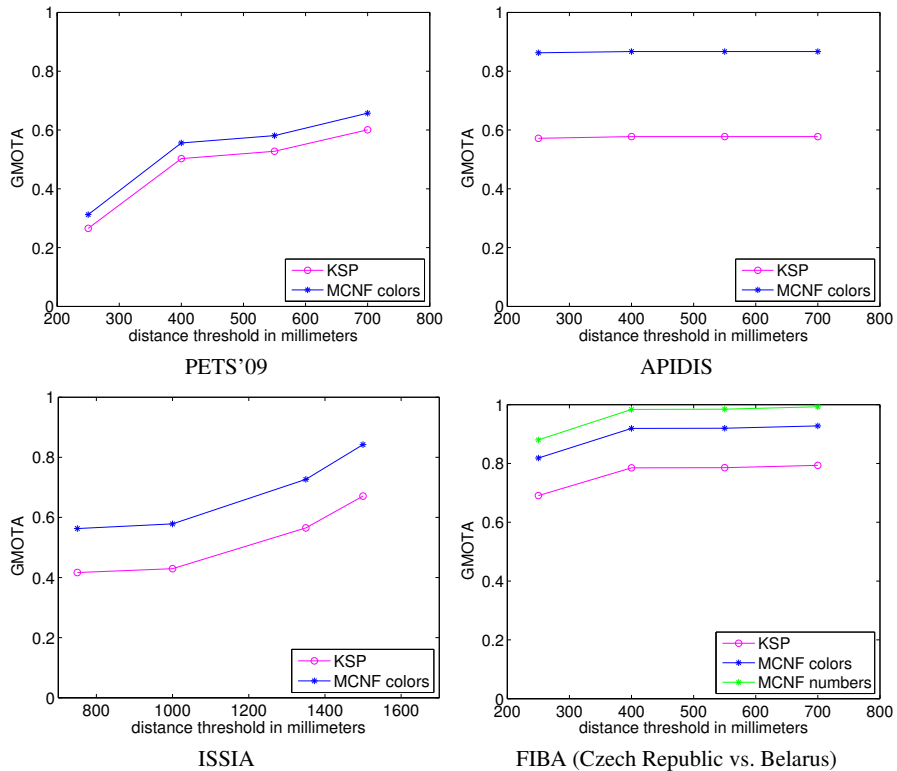 1
0.8
0.6
0.4
0.2
0
GMOTA
200 300 400 500 600 700 800
distance threshold in millimeters
KSP
MCNF colors
PETS'09
1
0.8
0.6
0.4
0.2
0
GMOTA
200 300 400 500 600 700 800
distance threshold in millimeters
KSP
MCNF colors
APIDIS
1
0.8
0.6
0.4
0.2
0
GMOTA
800 1000 1200 1400 1600
distance threshold in millimeters
KSP
MCNF colors
ISSIA
1
0.8
0.6
0.4
0.2
0
GMOTA
200 300 400 500 600 700 800
distance threshold in millimeters
KSP
MCNF colors
MCNF numbers
FIBA (Czech Republic vs. Belarus)